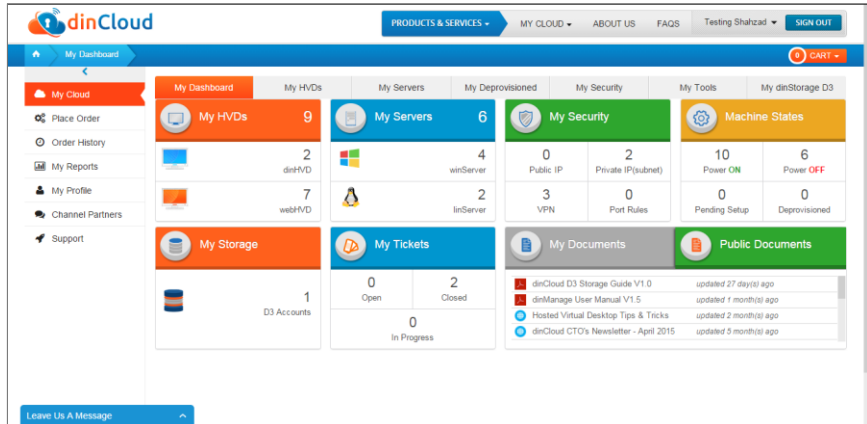 dinCloud
PRODUCTS & SERVICES
MY CLOUD
ABOUT US
FAQS
Testing Shahzad
SIGN OUT
My Dashboard
0 CART
My Cloud
Place Order
Order History
My Reports
My Profile
Channel Partners
Support
My Dashboard
My HVDs
My Servers
My Deprovisioned
My Security
My Tools
My dinStorage D3
My HVDs 9
2
dinHVD
7
webHVD
My Servers 6
4
winServer
2
linServer
My Security
0
Public IP
2
Private IP(subnet)
3
VPN
0
Port Rules
Machine States
10
Power ON
6
Power OFF
0
Pending Setup
0
Deprovisioned
My Storage
1
D3 Accounts
My Tickets
0
Open
2
Closed
0
In Progress
My Documents
Public Documents
dinCloud D3 Storage Guide V1.0 updated 27 day(s) ago
dinManage User Manual V1.5 updated 1 month(s) ago
Hosted Virtual Desktop Tips & Tricks updated 2 month(s) ago
dinCloud CTO's Newsletter - April 2015 updated 5 month(s) ago
Leave Us A Message